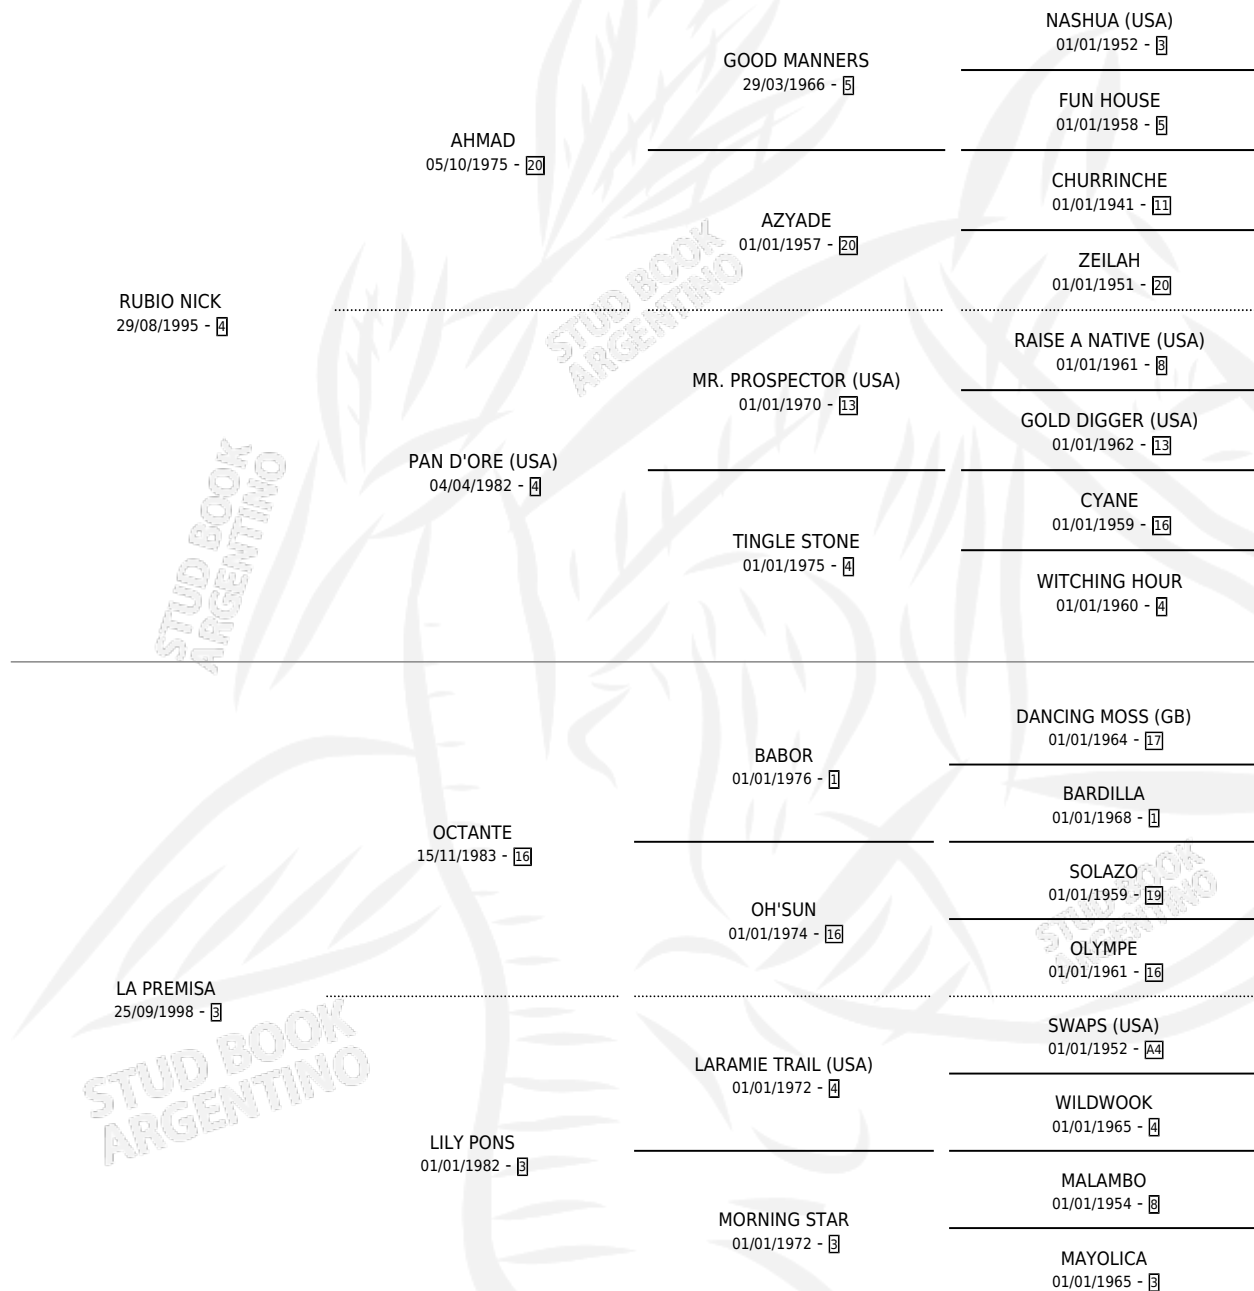 NASHUA (USA)
01/01/1952 - 3
GOOD MANNERS
29/03/1966 - 5
FUN HOUSE
01/01/1958 - 5
AHMAD
05/10/1975 - 20
CHURRINCHE
01/01/1941 - 11
AZYADE
01/01/1957 - 20
ZEILAH
01/01/1951 - 20
RUBIO NICK
29/08/1995 - 4
STUD BOOK
ARGENTINO
RAISE A NATIVE (USA)
01/01/1961 - 8
MR. PROSPECTOR (USA)
01/01/1970 - 13
GOLD DIGGER (USA)
01/01/1962 - 13
PAN D'ORE (USA)
04/04/1982 - 4
CYANE
01/01/1959 - 16
TINGLE STONE
01/01/1975 - 4
WITCHING HOUR
01/01/1960 - 4
STUD BOOK
ARGENTINO
DANCING MOSS (GB)
01/01/1964 - 17
BABOR
01/01/1976 - 1
BARDILLA
01/01/1968 - 1
OCTANTE
15/11/1983 - 16
SOLAZO
01/01/1959 - 19
OH'SUN
01/01/1974 - 16
OLYMPE
01/01/1961 - 16
STUD BOOK
ARGENTINO
LA PREMISA
25/09/1998 - 3
STUD BOOK
ARGENTINO
SWAPS (USA)
01/01/1952 - A4
LARAMIE TRAIL (USA)
01/01/1972 - 4
WILDWOOK
01/01/1965 - 4
LILY PONS
01/01/1982 - 3
MALAMBO
01/01/1954 - 8
MORNING STAR
01/01/1972 - 3
MAYOLICA
01/01/1965 - 3